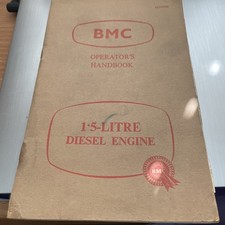 BMC
OPERATOR'S
HANDBOOK
1·5-LITRE
DIESEL ENGINE